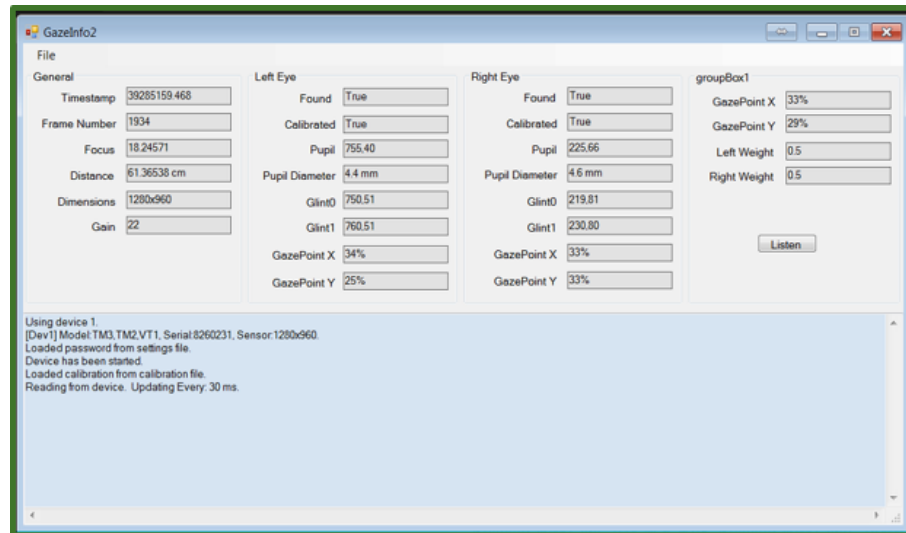 GazeInfo2
File
General
Timestamp 39285159.468
Frame Number 1934
Focus 18.24571
Distance 61.36538 cm
Dimensions 1280x960
Gain 22
Left Eye
Found True
Calibrated True
Pupil 755,40
Pupil Diameter 4.4 mm
Glint0 750,51
Glint1 760,51
GazePoint X 34%
GazePoint Y 25%
Right Eye
Found True
Calibrated True
Pupil 225,66
Pupil Diameter 4.6 mm
Glint0 219,81
Glint1 230,80
GazePoint X 33%
GazePoint Y 33%
groupBox1
GazePoint X 33%
GazePoint Y 29%
Left Weight 0.5
Right Weight 0.5
Listen
Using device 1.
[Dev1] Model:TM3,TM2,VT1, Serial:8260231, Sensor:1280x960.
Loaded password from settings file.
Device has been started.
Loaded calibration from calibration file.
Reading from device.  Updating Every: 30 ms.